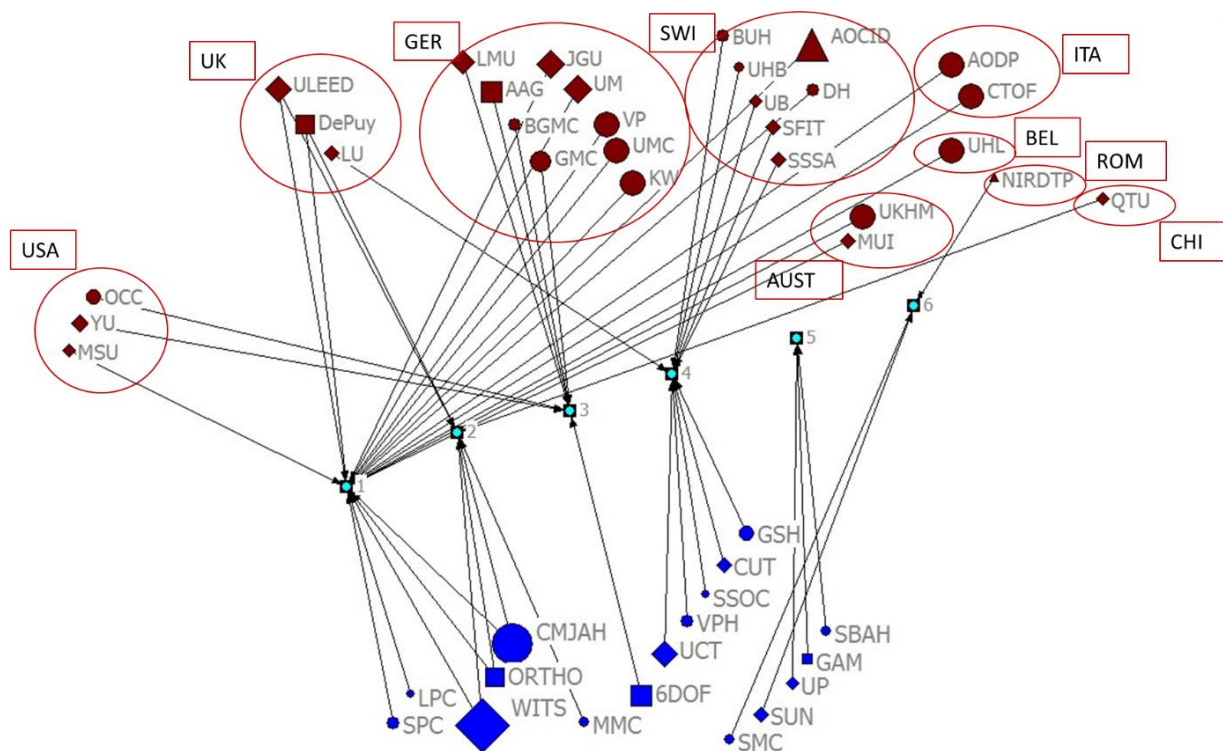 UK
GER
SWI
ITA
ULEED
DePuy
LU
LMU
JGU
AAG
UM
BGMC
VP
GMC
UMC
KW
BUH
AOCID
UHB
UB
DH
SFIT
SSSA
AODP
CTOF
UHL
BEL
NIRDTP
ROM
QTU
CHI
UKHM
MUI
AUST
USA
OCC
YU
MSU
6
5
4
3
2
1
GSH
CUT
SSOC
VPH
UCT
CMJAH
ORTHO
WITS
LPC
SPC
MMC
6DOF
SBAH
GAM
UP
SUN
SMC